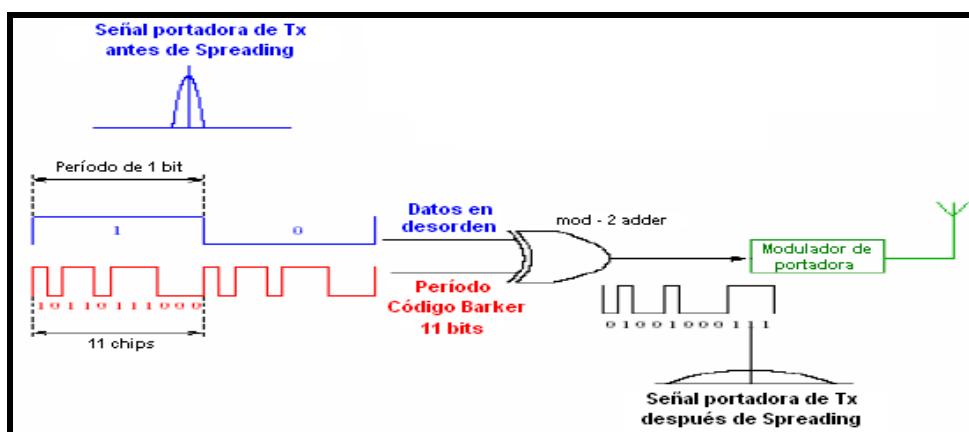 Señal portadora de Tx
antes de Spreading
Período de 1 bit
1
0
Datos en
desorden
mod - 2 adder
Modulador de
portadora
1 0 1 1 0 1 1 1 0 0 0
11 chips
Período
Código Barker
11 bits
0 1 0 0 1 0 0 0 1 1 1
Señal portadora de Tx
después de Spreading